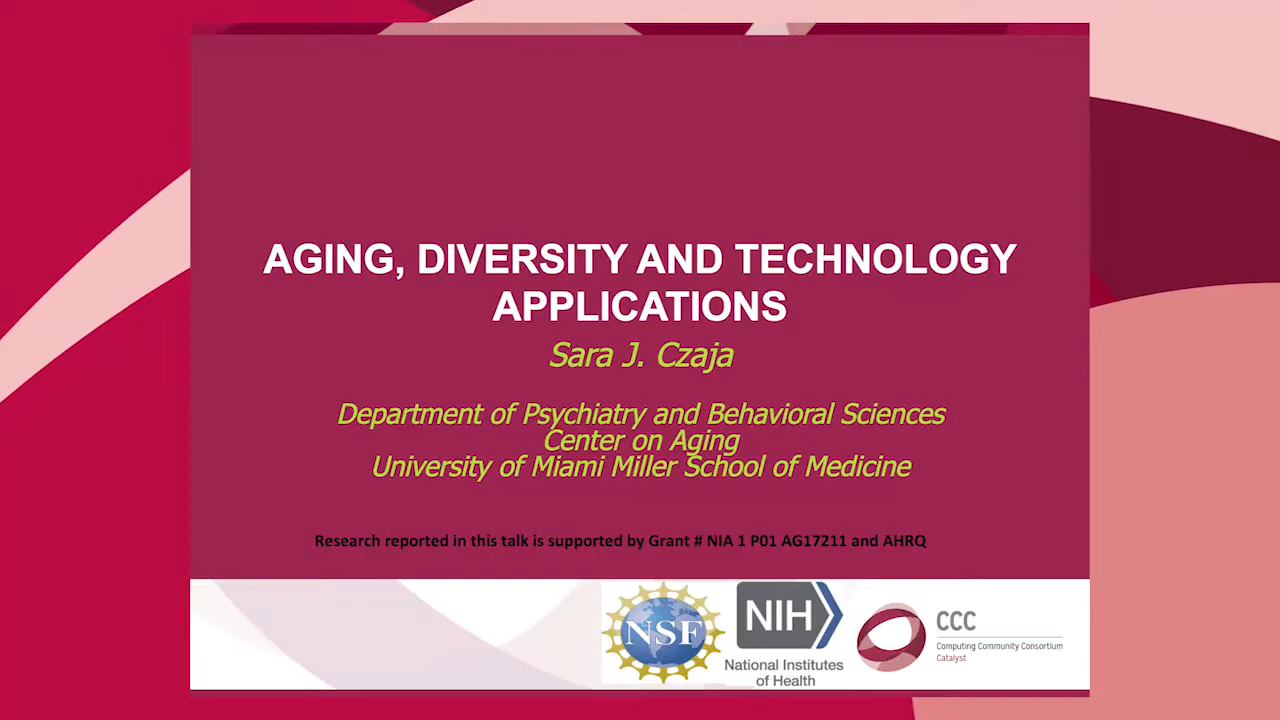 AGING, DIVERSITY AND TECHNOLOGY
APPLICATIONS
Sara J. Czaja
Department of Psychiatry and Behavioral Sciences
Center on Aging
University of Miami Miller School of Medicine
Research reported in this talk is supported by Grant # NIA 1 P01 AG17211 and AHRQ
NSF
NIH
National Institutes
of Health
CCC
Computing Community Consortium
Catalyst